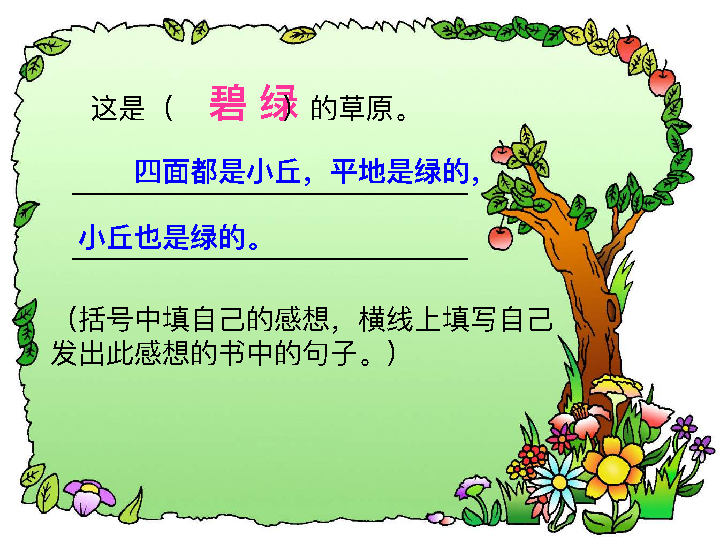 这是（ 碧 绿 ）的草原。
四面都是小丘，平地是绿的，
小丘也是绿的。
（括号中填自己的感想，横线上填写自己
发出此感想的书中的句子。）